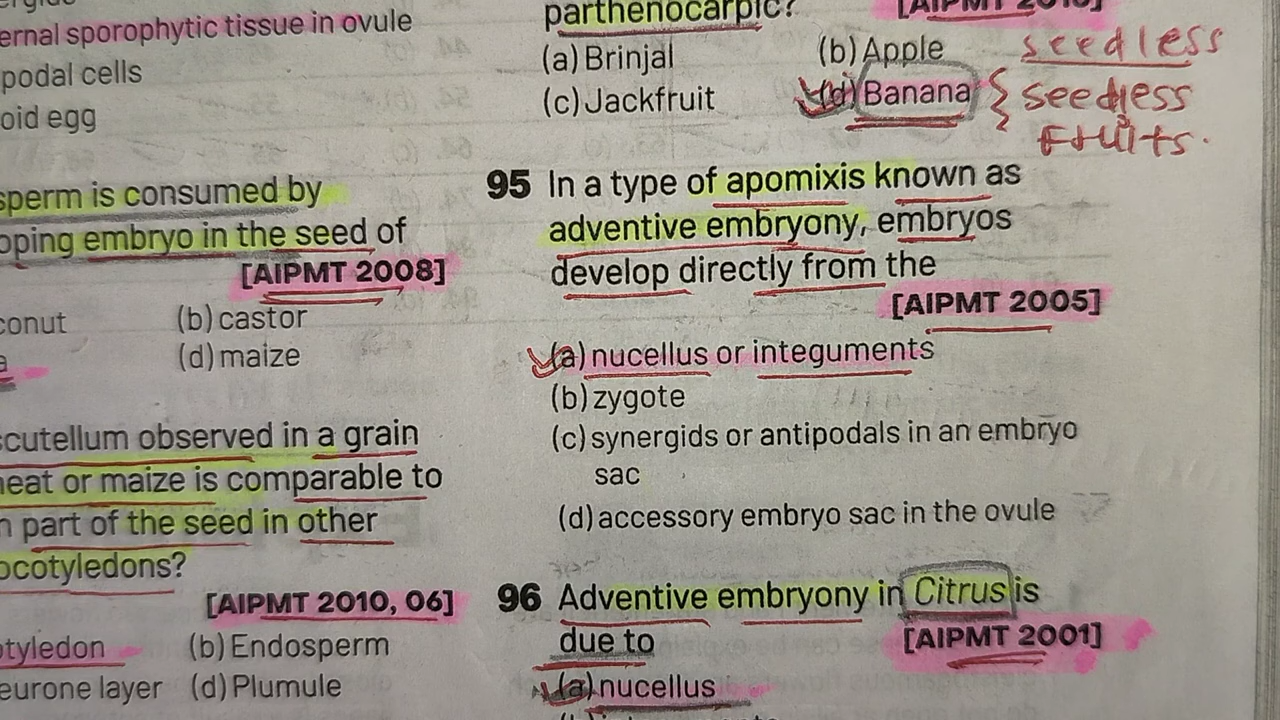 ernal sporophytic tissue in ovule
podal cells
oid egg
sperm is consumed by
oping embryo in the seed of
[AIPMT 2008]
conut (b) castor
a (d) maize
scutellum observed in a grain
heat or maize is comparable to
h part of the seed in other
ocotyledons?
[AIPMT 2010, 06]
otyledon (b) Endosperm
eurone layer (d) Plumule
parthenocarpic?
(a) Brinjal (b) Apple
(c) Jackfruit (d) Banana
seedless
seedless
Fruits.
95 In a type of apomixis known as
adventive embryony, embryos
develop directly from the
[AIPMT 2005]
(a) nucellus or integuments
(b) zygote
(c) synergids or antipodals in an embryo
sac
(d) accessory embryo sac in the ovule
96 Adventive embryony in Citrus is
due to [AIPMT 2001]
(a) nucellus